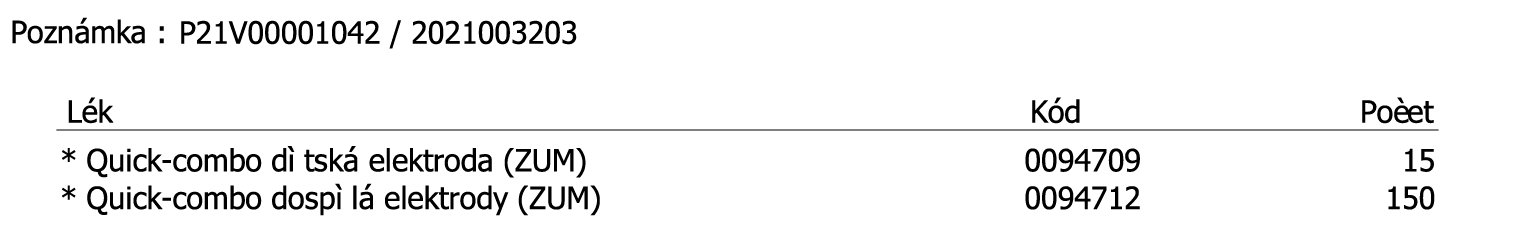 Poznámka : P21V00001042 / 2021003203
Lék Kód Poèet
* Quick-combo dì tská elektroda (ZUM) 0094709 15
* Quick-combo dospì lá elektrody (ZUM) 0094712 150